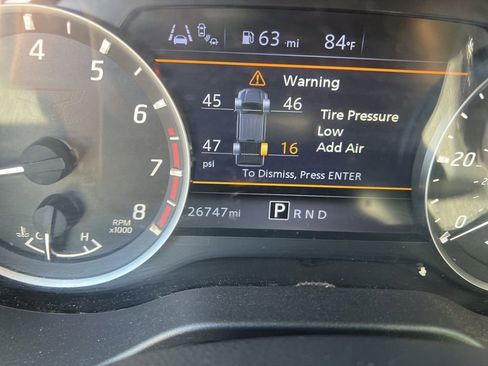 63 mi 84°F
4 5 6 7 8
RPM x1000
C H
Warning
45 46
47 16
psi
Tire Pressure
Low
Add Air
To Dismiss, Press ENTER
26747mi P R N D
20
0